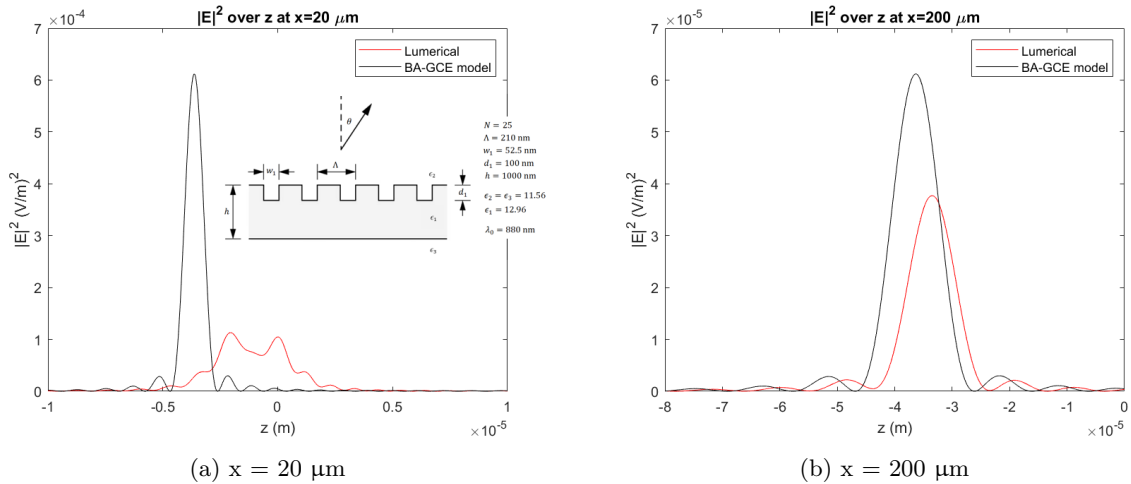 |E|² over z at x=20 μm
×10⁻⁴
7
6
5
4
3
2
1
0
|E|² (V/m)²
Lumerical
BA-GCE model
θ
w₁
Λ
ϵ₂
d₁
h
ϵ₁
ϵ₃
N = 25
Λ = 210 nm
w₁ = 52.5 nm
d₁ = 100 nm
h = 1000 nm
ϵ₂ = ϵ₃ = 11.56
ϵ₁ = 12.96
λ₀ = 880 nm
-1 -0.5 0 0.5 1
×10⁻⁵
z (m)
(a) x = 20 μm
|E|² over z at x=200 μm
×10⁻⁵
7
6
5
4
3
2
1
0
|E|² (V/m)²
Lumerical
BA-GCE model
-8 -7 -6 -5 -4 -3 -2 -1 0
×10⁻⁵
z (m)
(b) x = 200 μm